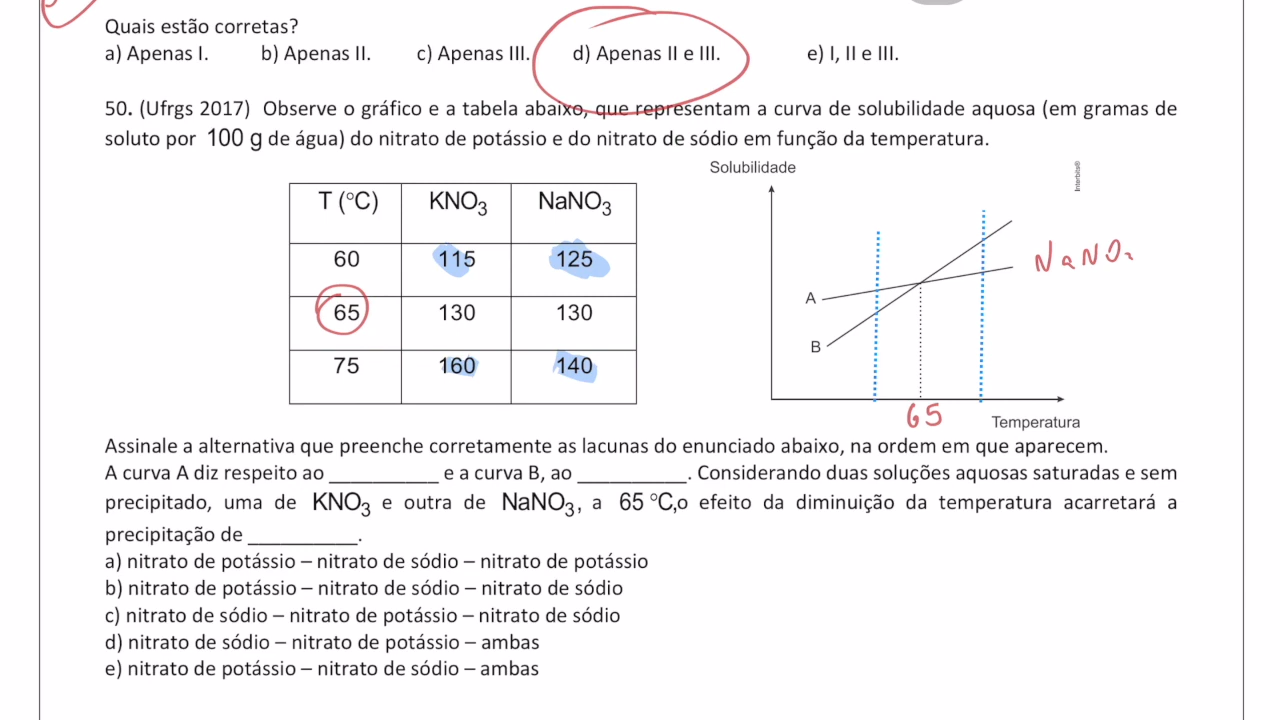 Quais estão corretas?
a) Apenas I. b) Apenas II. c) Apenas III. d) Apenas II e III. e) I, II e III.
50. (Ufrgs 2017) Observe o gráfico e a tabela abaixo, que representam a curva de solubilidade aquosa (em gramas de
soluto por 100 g de água) do nitrato de potássio e do nitrato de sódio em função da temperatura.
T (°C) KNO₃ NaNO₃
60 115 125
65 130 130
75 160 140
Solubilidade
Interbits®
NaNO₃
A
B
65
Temperatura
Assinale a alternativa que preenche corretamente as lacunas do enunciado abaixo, na ordem em que aparecem.
A curva A diz respeito ao __________ e a curva B, ao __________. Considerando duas soluções aquosas saturadas e sem
precipitado, uma de KNO₃ e outra de NaNO₃, a 65 °C,o efeito da diminuição da temperatura acarretará a
precipitação de __________.
a) nitrato de potássio – nitrato de sódio – nitrato de potássio
b) nitrato de potássio – nitrato de sódio – nitrato de sódio
c) nitrato de sódio – nitrato de potássio – nitrato de sódio
d) nitrato de sódio – nitrato de potássio – ambas
e) nitrato de potássio – nitrato de sódio – ambas